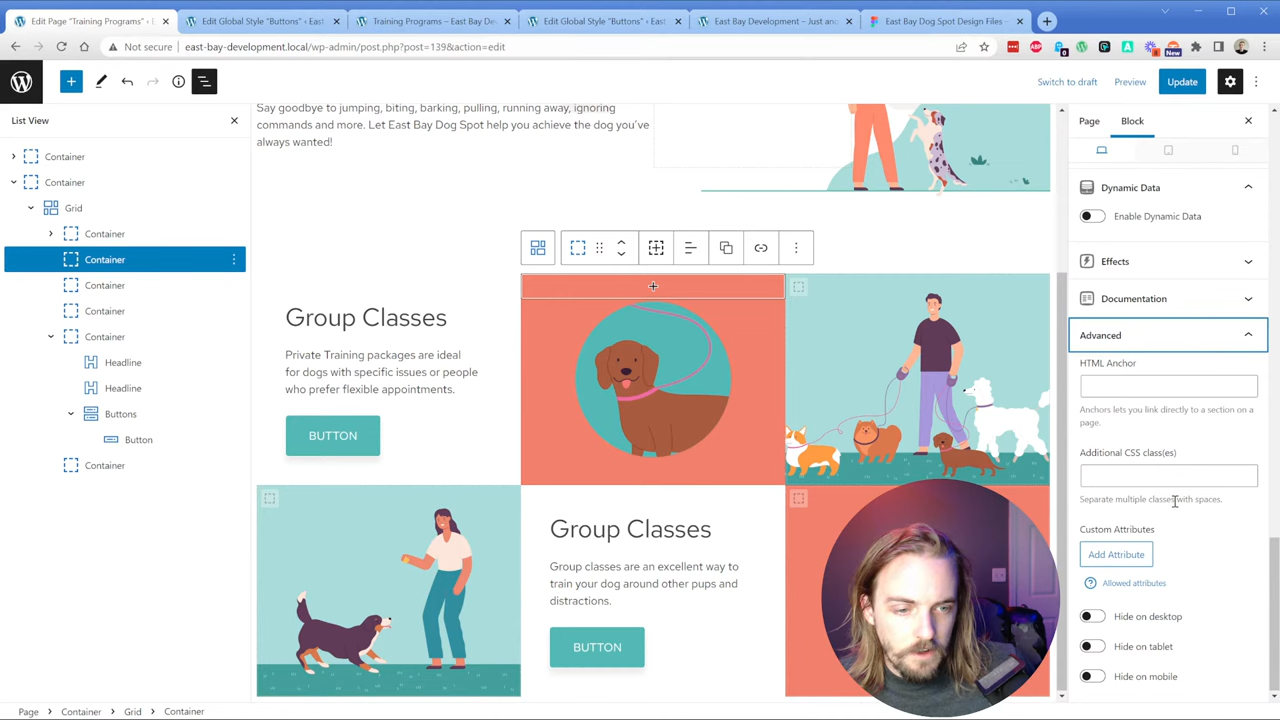 Edit Page "Training Programs" ‹ E
Edit Global Style "Buttons" ‹ East
Training Programs – East Bay Dev
Edit Global Style "Buttons" ‹ East
East Bay Development – Just an
East Bay Dog Spot Design Files –
Not secure
east-bay-development.local/wp-admin/post.php?post=139&action=edit
ABP
New
Switch to draft
Preview
Update
List View
Container
Container
Grid
Container
Container
Container
Container
Container
Headline
Headline
Buttons
Button
Container
Say goodbye to jumping, biting, barking, pulling, running away, ignoring
commands and more. Let East Bay Dog Spot help you achieve the dog you've
always wanted!
Group Classes
Private Training packages are ideal
for dogs with specific issues or people
who prefer flexible appointments.
BUTTON
Group Classes
Group classes are an excellent way to
train your dog around other pups and
distractions.
BUTTON
Page
Block
Dynamic Data
Enable Dynamic Data
Effects
Documentation
Advanced
HTML Anchor
Anchors lets you link directly to a section on a
page.
Additional CSS class(es)
Separate multiple classes with spaces.
Custom Attributes
Add Attribute
Allowed attributes
Hide on desktop
Hide on tablet
Hide on mobile
Page > Container > Grid > Container